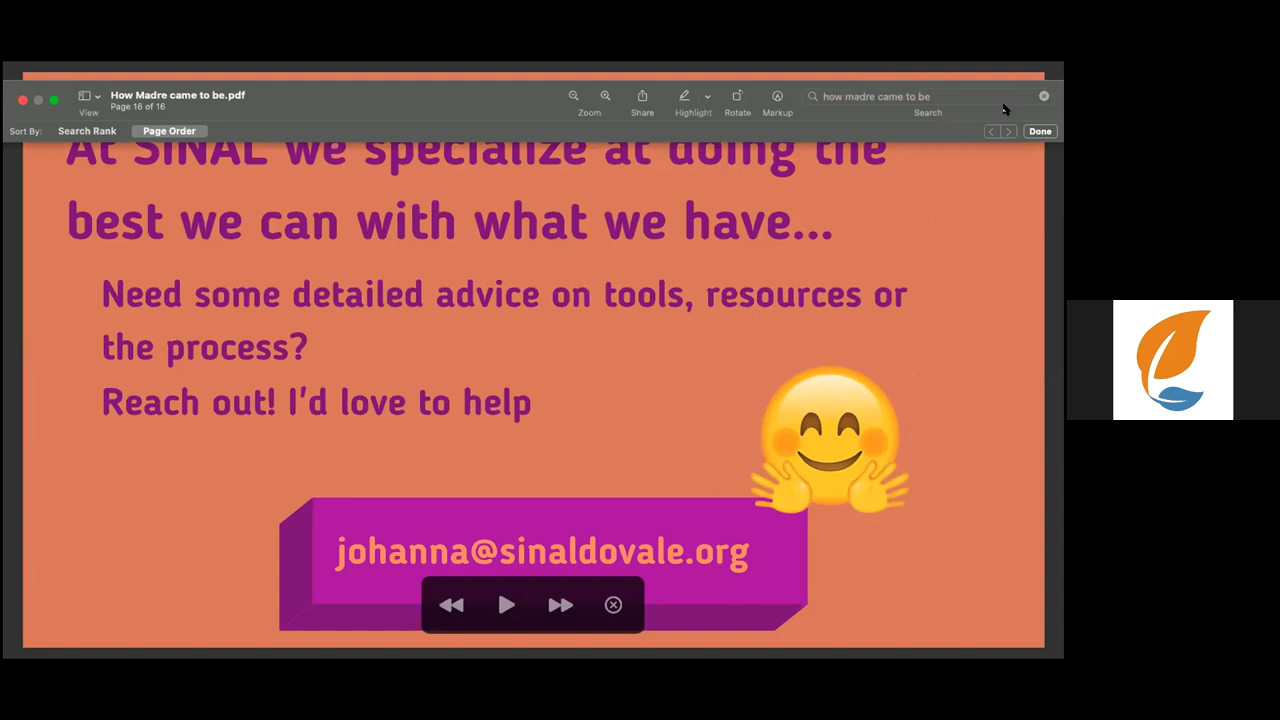 How Madre came to be.pdf
Page 16 of 16
View
Zoom
Share
Highlight
Rotate
Markup
how madre came to be
Search
Sort By:
Search Rank
Page Order
Done
At SINAL we specialize at doing the
best we can with what we have...
Need some detailed advice on tools, resources or
the process?
Reach out! I'd love to help
johanna@sinaldovale.org